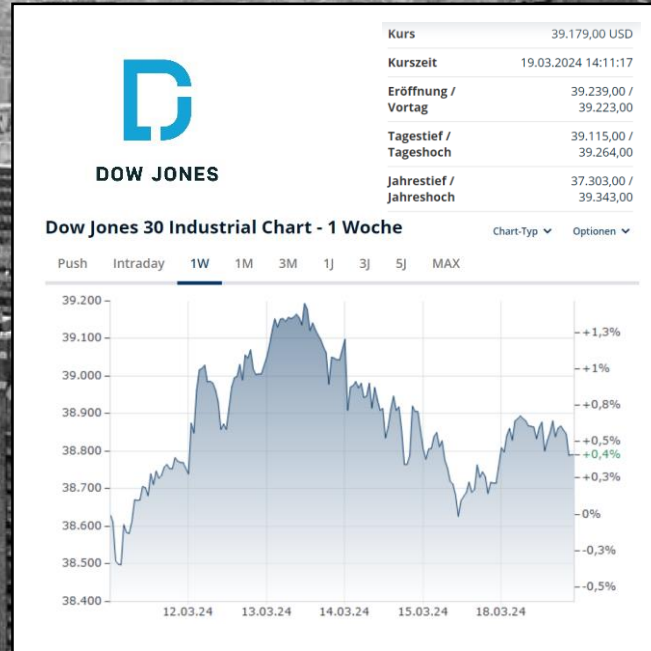 Kurs 39.179,00 USD
Kurszeit 19.03.2024 14:11:17
Eröffnung / 39.239,00 /
Vortag 39.223,00
Tagestief / 39.115,00 /
Tageshoch 39.264,00
Jahrestief / 37.303,00 /
Jahreshoch 39.343,00
DOW JONES
Dow Jones 30 Industrial Chart - 1 Woche Chart-Typ Optionen
Push Intraday 1W 1M 3M 1J 3J 5J MAX
39.200
39.100
39.000
38.900
38.800
38.700
38.600
38.500
38.400
+1,3%
+1%
+0,8%
+0,5%
+0,4%
+0,3%
0%
-0,3%
-0,5%
12.03.24 13.03.24 14.03.24 15.03.24 18.03.24